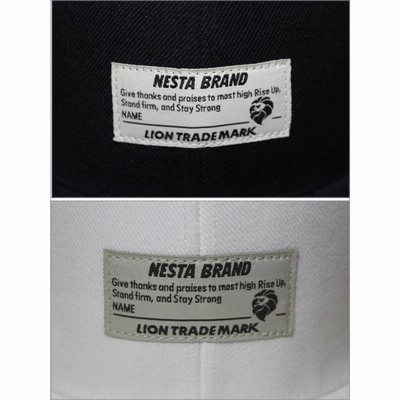 NESTA BRAND
Give thanks and praises to most high Rise Up,
Stand firm, and Stay Strong
NAME
LION TRADE MARK
NESTA BRAND
Give thanks and praises to most high Rise Up,
Stand firm, and Stay Strong
NAME
LION TRADE MARK